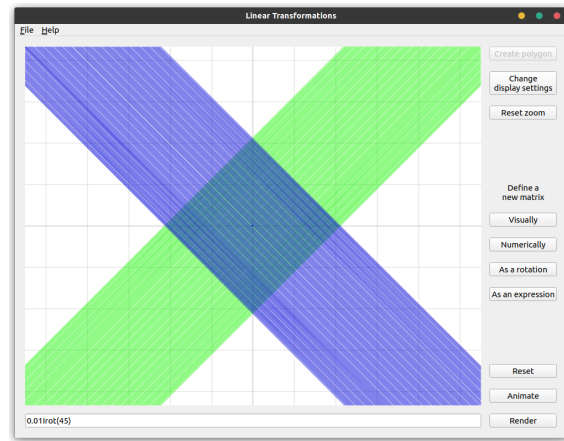 Linear Transformations
File Help
Create polygon
Change
display settings
Reset zoom
Define a
new matrix
Visually
Numerically
As a rotation
As an expression
Reset
Animate
0.01Irot(45)
Render